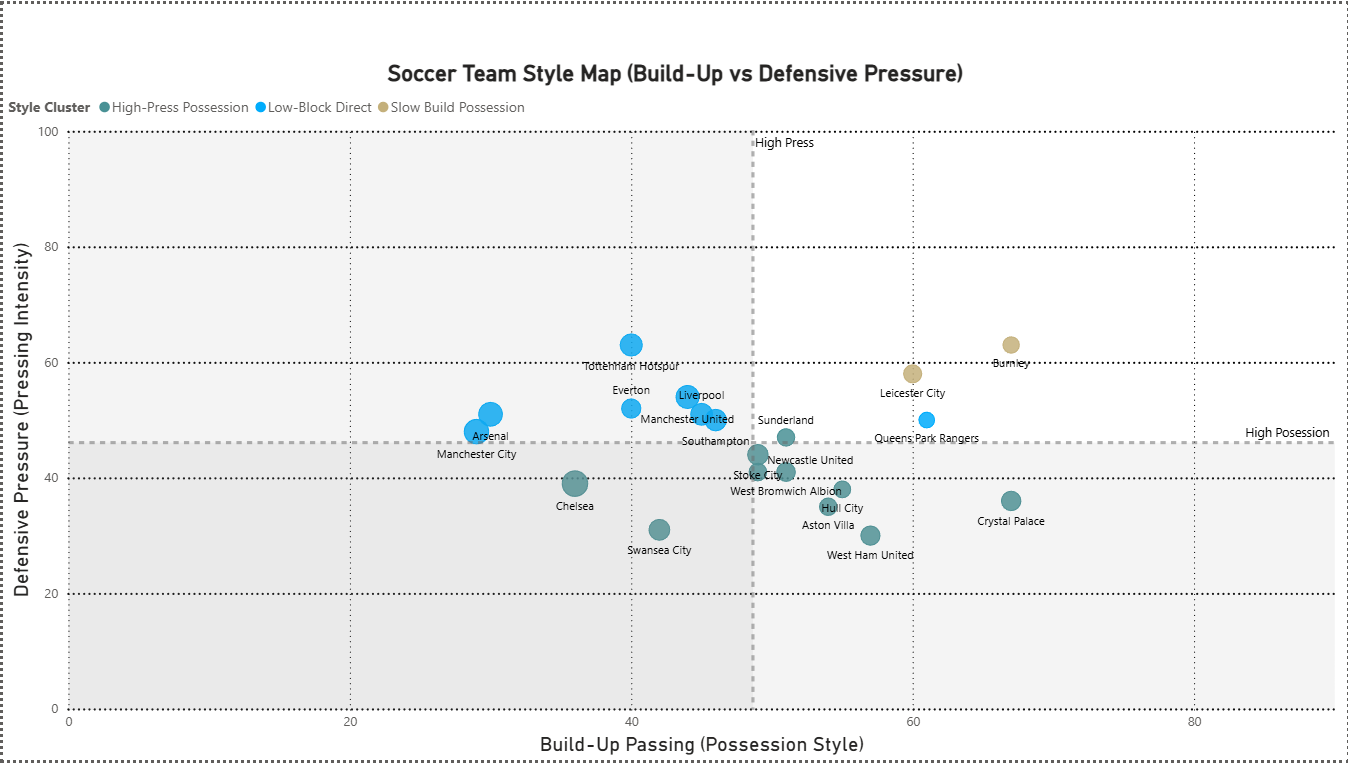 Soccer Team Style Map (Build-Up vs Defensive Pressure)
Style Cluster High-Press Possession Low-Block Direct Slow Build Possession
Defensive Pressure (Pressing Intensity)
100
80
60
40
20
0
High Press
High Posession
Tottenham Hotspur
Burnley
Everton
Liverpool
Leicester City
Manchester United
Sunderland
Arsenal
Southampton
Queens Park Rangers
Manchester City
Newcastle United
Stoke City
West Bromwich Albion
Chelsea
Hull City
Aston Villa
Crystal Palace
Swansea City
West Ham United
0 20 40 60 80
Build-Up Passing (Possession Style)